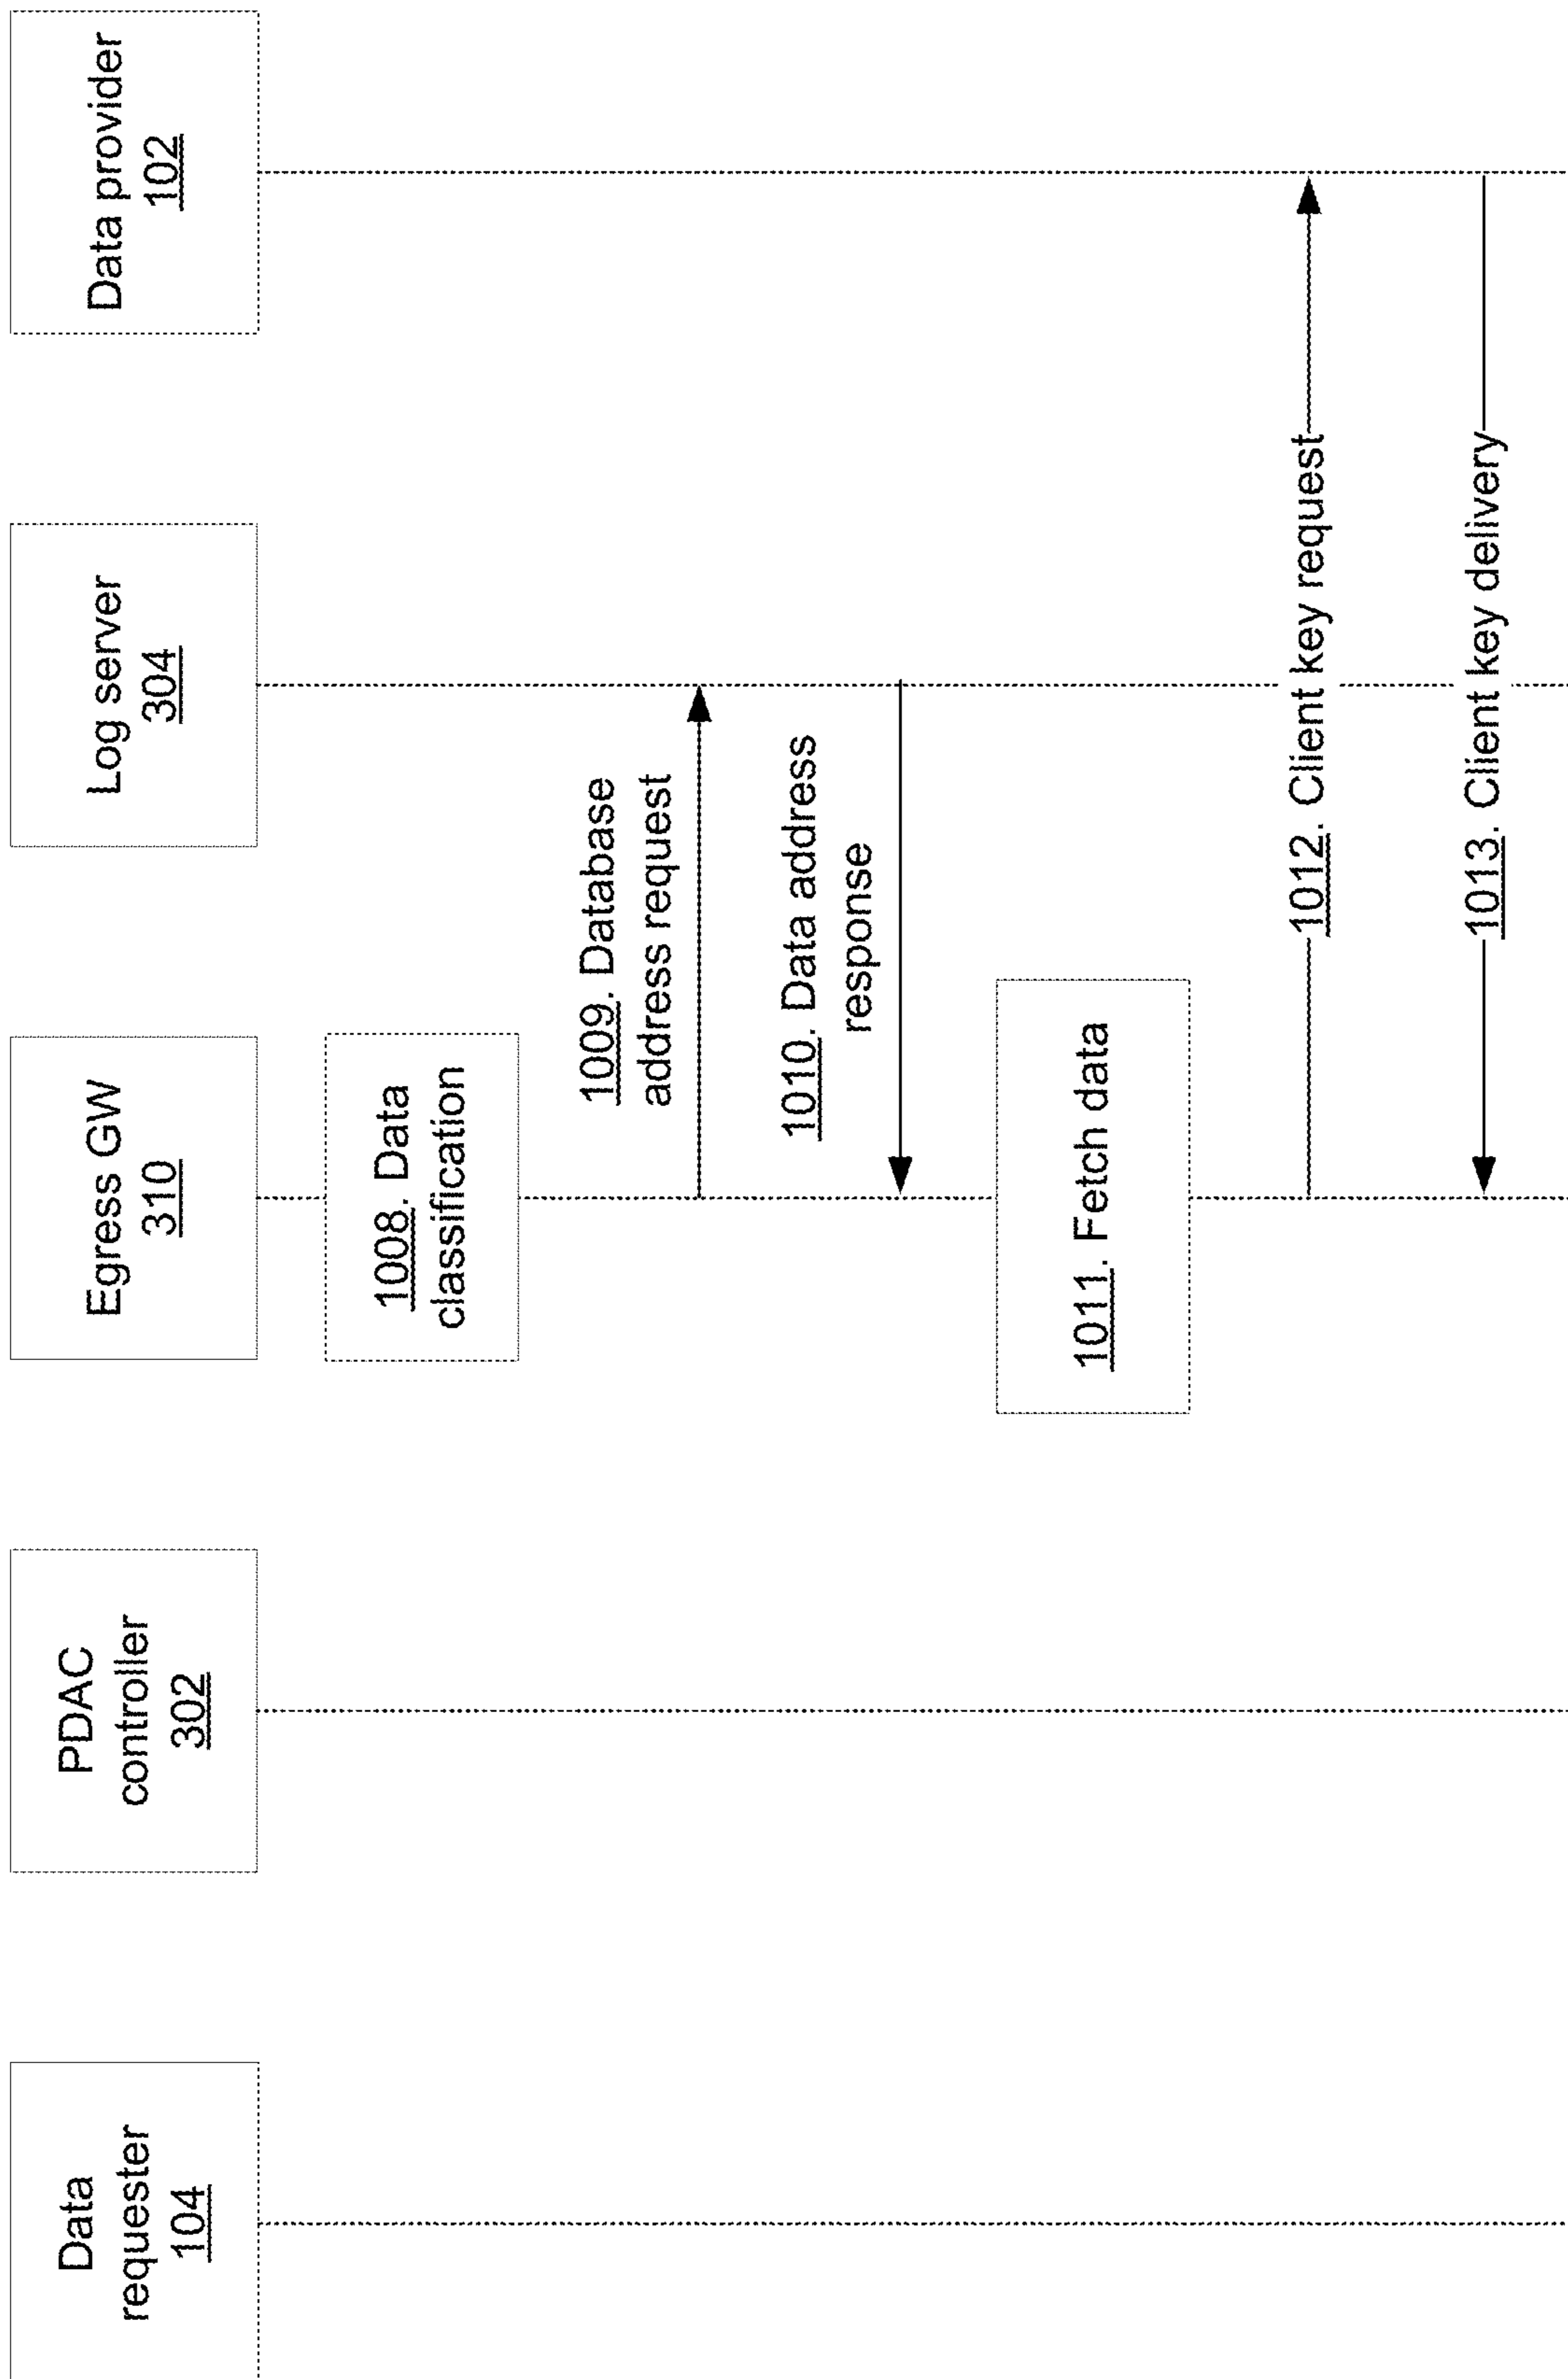 Data
requester
104
PDAC
controller
302
Egress GW
310
Log server
304
Data provider
102
1008. Data
classification
1009. Database
address request
1010. Data address
response
1011. Fetch data
1012. Client key request
1013. Client key delivery